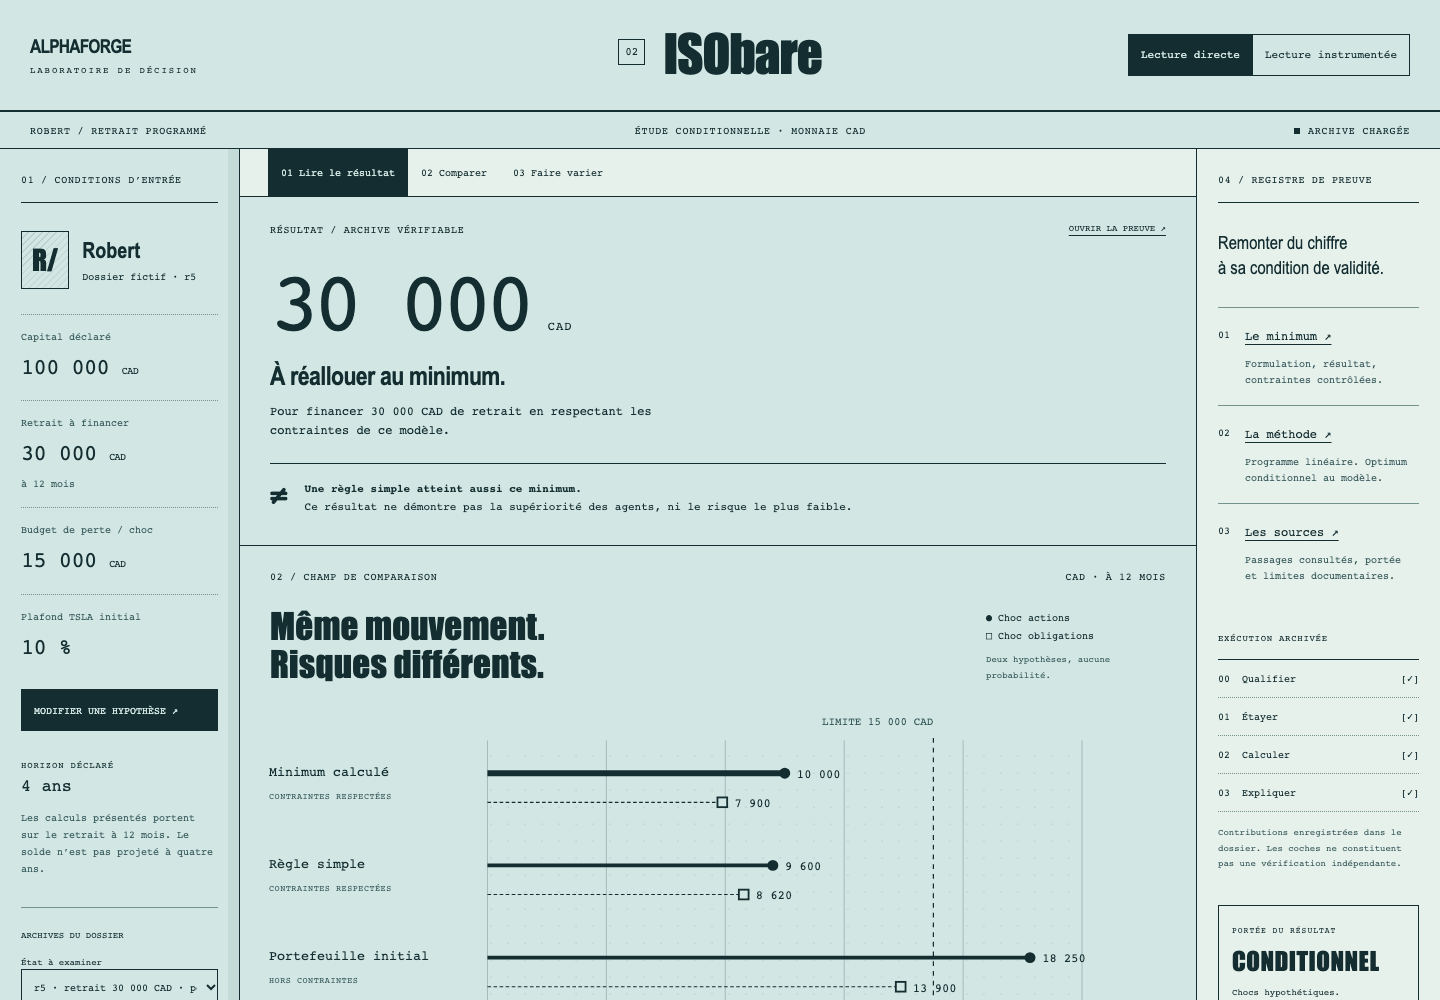 ALPHAFORGE
LABORATOIRE DE DÉCISION
02
ISObare
Lecture directe
Lecture instrumentée
ROBERT / RETRAIT PROGRAMMÉ
ÉTUDE CONDITIONNELLE · MONNAIE CAD
■ ARCHIVE CHARGÉE
01 / CONDITIONS D’ENTRÉE
R/
Robert
Dossier fictif · r5
Capital déclaré
100 000 CAD
Retrait à financer
30 000 CAD
à 12 mois
Budget de perte / choc
15 000 CAD
Plafond TSLA initial
10 %
MODIFIER UNE HYPOTHÈSE ↗
HORIZON DÉCLARÉ
4 ans
Les calculs présentés portent
sur le retrait à 12 mois. Le
solde n’est pas projeté à quatre
ans.
ARCHIVES DU DOSSIER
État à examiner
r5 · retrait 30 000 CAD ·
01 Lire le résultat
02 Comparer
03 Faire varier
RÉSULTAT / ARCHIVE VÉRIFIABLE
OUVRIR LA PREUVE ↗
30 000 CAD
À réallouer au minimum.
Pour financer 30 000 CAD de retrait en respectant les
contraintes de ce modèle.
≠
Une règle simple atteint aussi ce minimum.
Ce résultat ne démontre pas la supériorité des agents, ni le risque le plus faible.
02 / CHAMP DE COMPARAISON
CAD · À 12 MOIS
Même mouvement.
Risques différents.
● Choc actions
□ Choc obligations
Deux hypothèses, aucune
probabilité.
LIMITE 15 000 CAD
Minimum calculé
CONTRAINTES RESPECTÉES
10 000
7 900
Règle simple
CONTRAINTES RESPECTÉES
9 600
8 620
Portefeuille initial
HORS CONTRAINTES
18 250
13 900
04 / REGISTRE DE PREUVE
Remonter du chiffre
à sa condition de validité.
01 Le minimum ↗
Formulation, résultat,
contraintes contrôlées.
02 La méthode ↗
Programme linéaire. Optimum
conditionnel au modèle.
03 Les sources ↗
Passages consultés, portée
et limites documentaires.
EXÉCUTION ARCHIVÉE
00 Qualifier [✓]
01 Étayer [✓]
02 Calculer [✓]
03 Expliquer [✓]
Contributions enregistrées dans le
dossier. Les coches ne constituent
pas une vérification indépendante.
PORTÉE DU RÉSULTAT
CONDITIONNEL
Chocs hypothétiques.